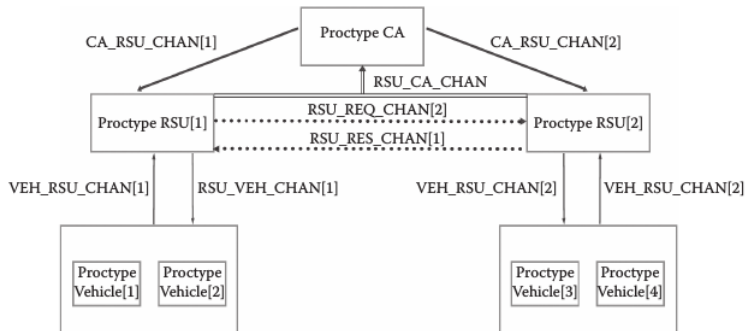 Proctype CA
CA_RSU_CHAN[1]
CA_RSU_CHAN[2]
RSU_CA_CHAN
Proctype RSU[1]
RSU_REQ_CHAN[2]
Proctype RSU[2]
RSU_RES_CHAN[1]
VEH_RSU_CHAN[1]
RSU_VEH_CHAN[1]
VEH_RSU_CHAN[2]
VEH_RSU_CHAN[2]
Proctype
Vehicle[1]
Proctype
Vehicle[2]
Proctype
Vehicle[3]
Proctype
Vehicle[4]